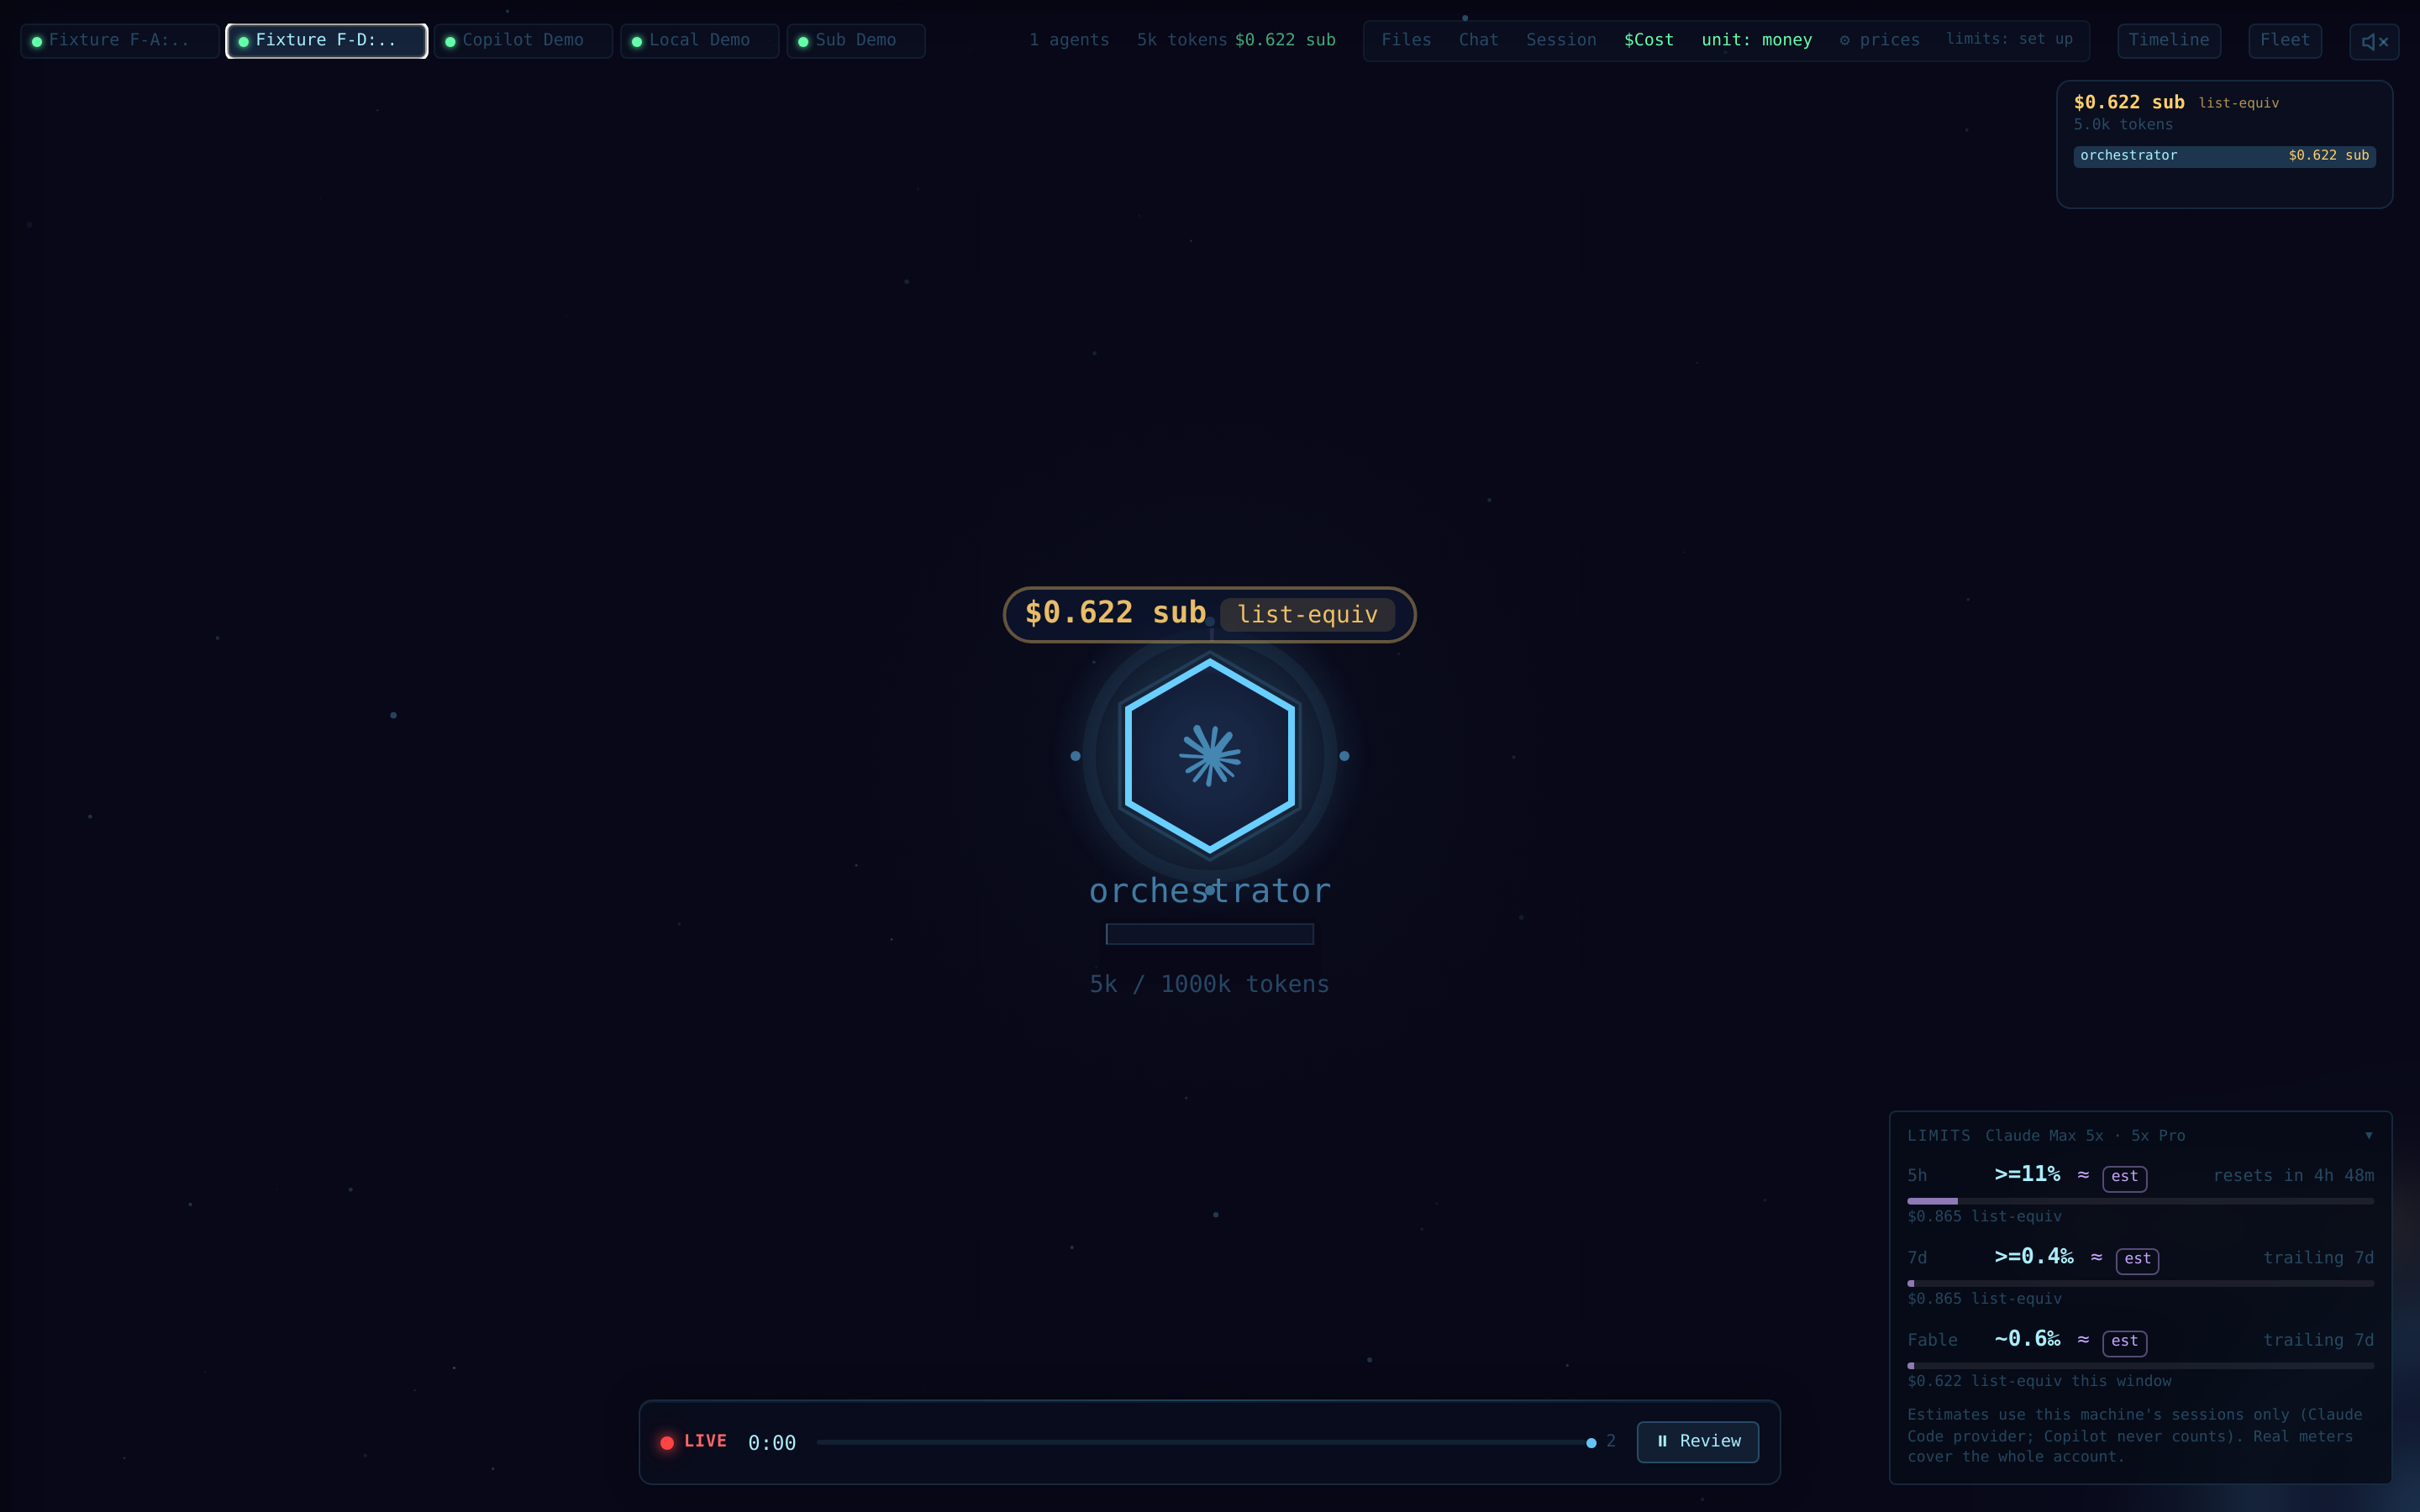 Fixture F-A:.. Fixture F-D:.. Copilot Demo Local Demo Sub Demo 1 agents 5k tokens $0.622 sub Files Chat Session $Cost unit: money ⚙ prices limits: set up Timeline Fleet
$0.622 sub list-equiv
5.0k tokens
orchestrator $0.622 sub
$0.622 sub list-equiv
orchestrator
5k / 1000k tokens
LIMITS Claude Max 5x · 5x Pro ▼
5h >=11% ≈ est resets in 4h 48m
$0.865 list-equiv
7d >=0.4‰ ≈ est trailing 7d
$0.865 list-equiv
Fable ~0.6‰ ≈ est trailing 7d
$0.622 list-equiv this window
Estimates use this machine's sessions only (Claude
Code provider; Copilot never counts). Real meters
cover the whole account.
LIVE 0:00 2 ⏸ Review